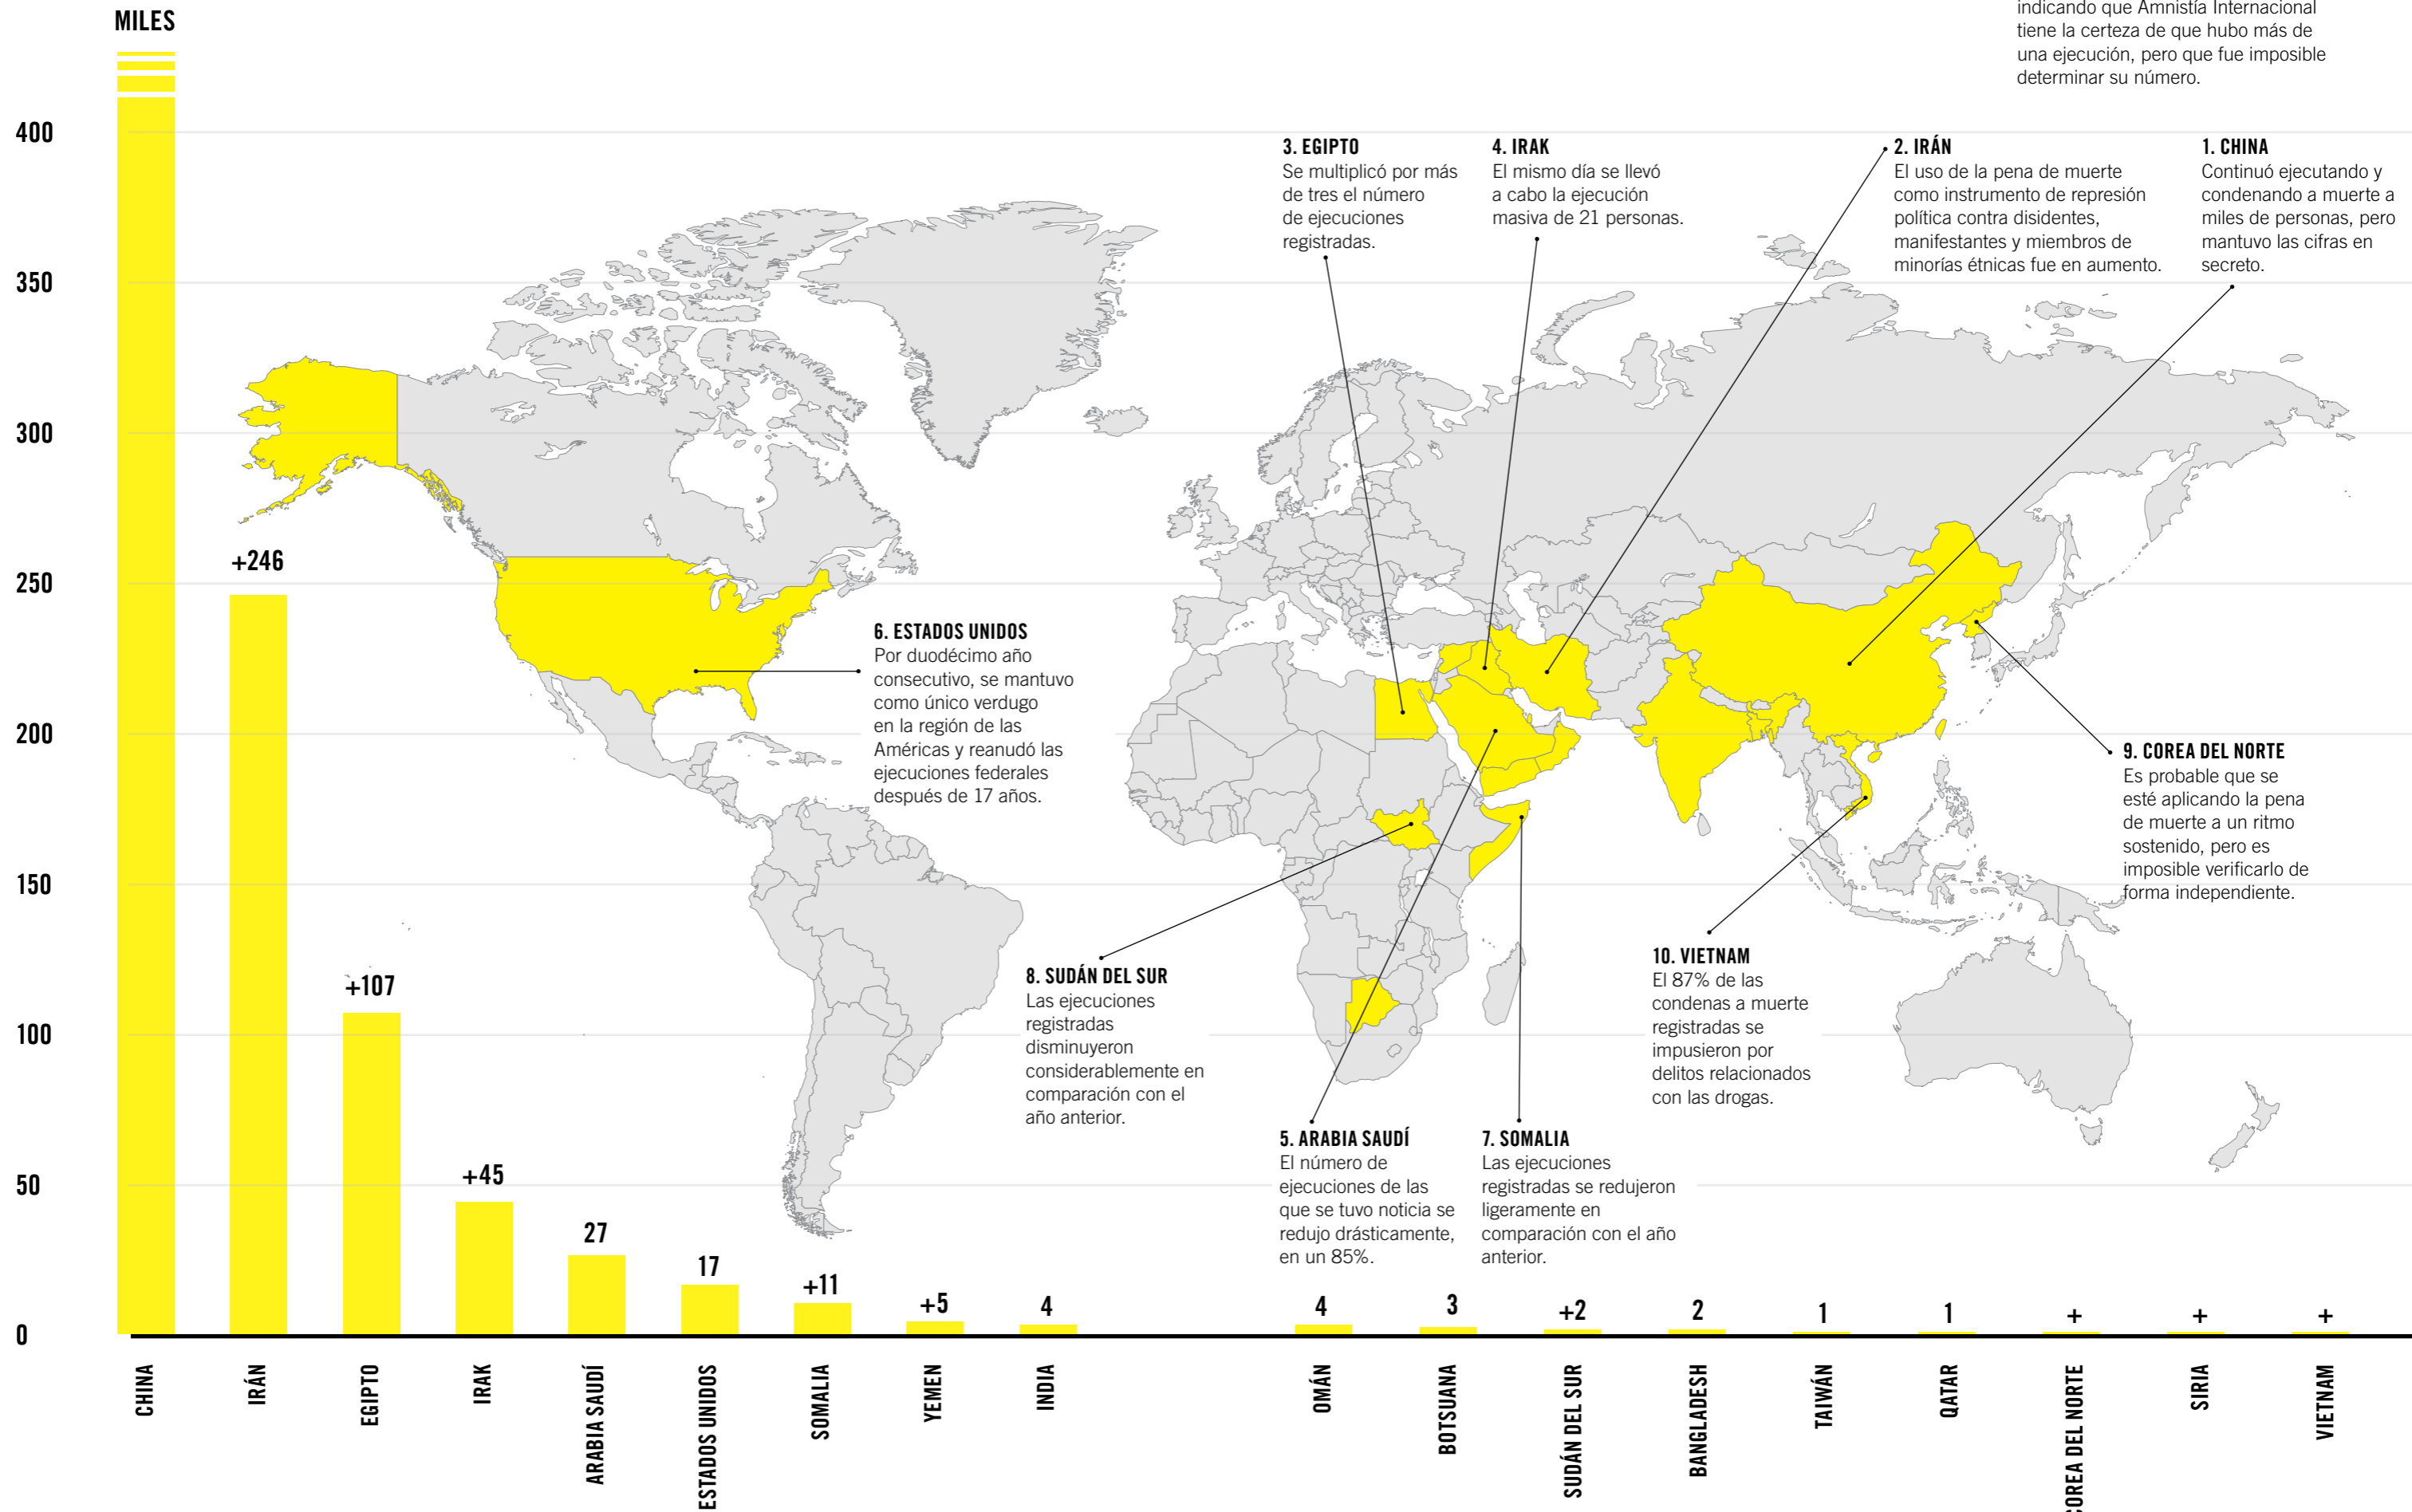 MILES
indicando que Amnistía Internacional
tiene la certeza de que hubo más de
una ejecución, pero que fue imposible
determinar su número.
400
350
300
250
200
150
100
50
0
3. EGIPTO
Se multiplicó por más
de tres el número
de ejecuciones
registradas.
4. IRAK
El mismo día se llevó
a cabo la ejecución
masiva de 21 personas.
2. IRÁN
El uso de la pena de muerte
como instrumento de represión
política contra disidentes,
manifestantes y miembros de
minorías étnicas fue en aumento.
1. CHINA
Continuó ejecutando y
condenando a muerte a
miles de personas, pero
mantuvo las cifras en
secreto.
6. ESTADOS UNIDOS
Por duodécimo año
consecutivo, se mantuvo
como único verdugo
en la región de las
Américas y reanudó las
ejecuciones federales
después de 17 años.
9. COREA DEL NORTE
Es probable que se
esté aplicando la pena
de muerte a un ritmo
sostenido, pero es
imposible verificarlo de
forma independiente.
8. SUDÁN DEL SUR
Las ejecuciones
registradas
disminuyeron
considerablemente en
comparación con el
año anterior.
10. VIETNAM
El 87% de las
condenas a muerte
registradas se
impusieron por
delitos relacionados
con las drogas.
5. ARABIA SAUDÍ
El número de
ejecuciones de las
que se tuvo noticia se
redujo drásticamente,
en un 85%.
7. SOMALIA
Las ejecuciones
registradas se redujeron
ligeramente en
comparación con el año
anterior.
+246
+107
+45
27
17
+11
+5
4
4
3
+2
2
1
1
+
+
+
CHINA
IRÁN
EGIPTO
IRAK
ARABIA SAUDÍ
ESTADOS UNIDOS
SOMALIA
YEMEN
INDIA
OMÁN
BOTSUANA
SUDÁN DEL SUR
BANGLADESH
TAIWÁN
QATAR
COREA DEL NORTE
SIRIA
VIETNAM